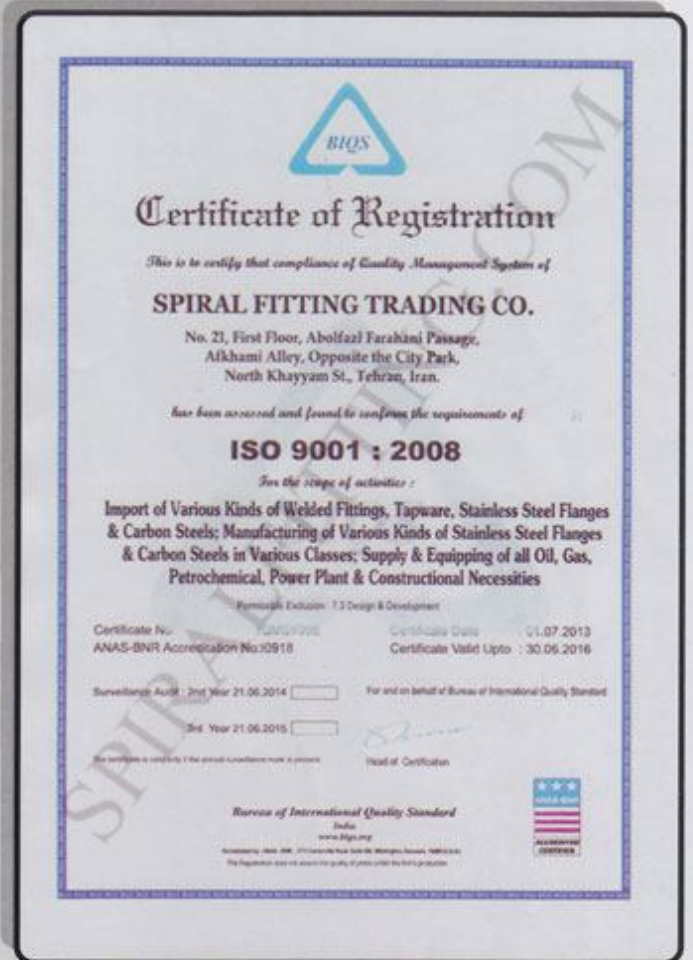 BIQS
Certificate of Registration
This is to certify that compliance of Quality Management System of
SPIRAL FITTING TRADING CO.
No. 21, First Floor, Abolfazl Farahani Passage,
Afkhami Alley, Opposite the City Park,
North Khayyam St., Tehran, Iran.
has been assessed and found to conform the requirements of
ISO 9001 : 2008
For the scope of activities :
Import of Various Kinds of Welded Fittings, Tapware, Stainless Steel Flanges
& Carbon Steels; Manufacturing of Various Kinds of Stainless Steel Flanges
& Carbon Steels in Various Classes; Supply & Equipping of all Oil, Gas,
Petrochemical, Power Plant & Constructional Necessities
Permissible Exclusion : 7.3 Design & Development
Certificate No. Certificate Date : 01.07.2013
ANAS-BNR Accreditation No:I0918 Certificate Valid Upto : 30.06.2016
Surveillance Audit : 2nd Year 21.06.2014 For and on behalf of Bureau of International Quality Standard
3rd Year 21.06.2015
Head of Certification
Bureau of International Quality Standard
India
www.biqs.org
ANAS-BNR
ACCREDITED
CERTIFIER
SPIRALFITTING.COM